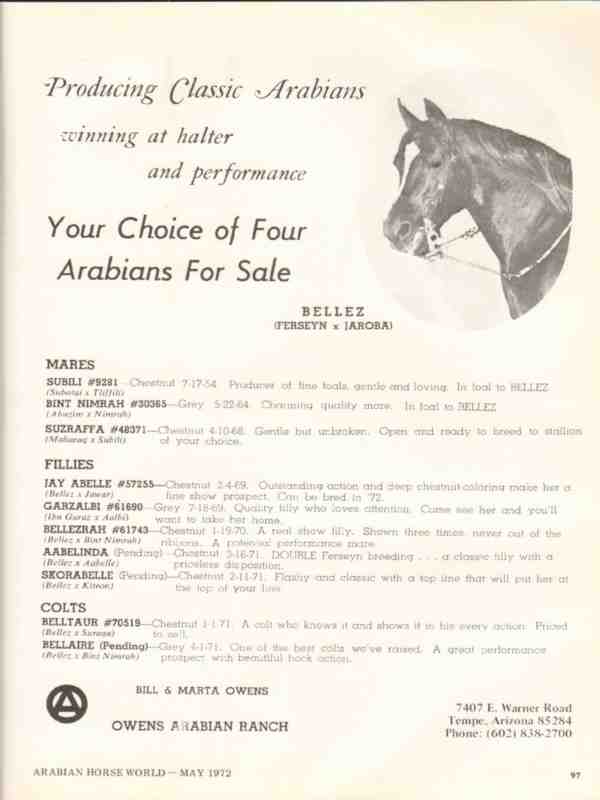 Producing Classic Arabians
winning at halter
and performance
Your Choice of Four
Arabians For Sale
BELLEZ
(FERSEYN x JAROBA)
MARES
SUBILI #9281—Chestnut 7-17-54. Producer of fine foals, gentle and loving. In foal to BELLEZ
(Subotai x Tliffili)
BINT NIMRAH #30365—Grey 5-22-64. Charming quality mare. In foal to BELLEZ
(Abuzim x Nimrah)
SUZRAFFA #48371—Chestnut 4-10-68. Gentle but unbroken. Open and ready to breed to stallion
(Maharaq x Subili) of your choice.
FILLIES
JAY ABELLE #57255—Chestnut 2-4-69. Outstanding action and deep chestnut coloring make her a
(Bellez x Jawar) fine show prospect. Can be bred in '72.
GARZALBI #61690—Grey 7-18-69. Quality filly who loves attention. Come see her and you'll
(Ibn Guraz x Aalbi) want to take her home.
BELLEZRAH #61743—Chestnut 1-19-70. A real show filly. Shown three times never out of the
(Bellez x Bint Nimrah) ribbons. A potential performance mare.
AABELINDA (Pending)—Chestnut 3-16-71. DOUBLE Ferseyn breeding . . . a classic filly with a
(Bellez x Aabelle) priceless disposition.
SKORABELLE (Pending)—Chestnut 2-11-71. Flashy and classic with a top line that will put her at
(Bellez x Kitron) the top of your line.
COLTS
BELLTAUR #70519—Chestnut 1-1-71. A colt who knows it and shows it in his every action. Priced
(Bellez x Suraqa) to sell.
BELLAIRE (Pending)—Grey 4-1-71. One of the best colts we've raised. A great performance
(Bellez x Bint Nimrah) prospect with beautiful hock action.
BILL & MARTA OWENS
OWENS ARABIAN RANCH
7407 E. Warner Road
Tempe, Arizona 85284
Phone: (602) 838-2700
ARABIAN HORSE WORLD — MAY 1972
97